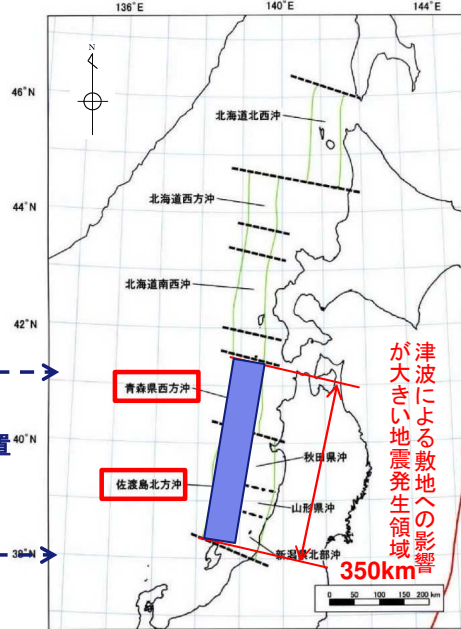 136°E
140°E
144°E
N
46°N
北海道北西沖
44°N
北海道西方沖
北海道南西沖
42°N
津波による敷地への影響
が大きい地震発生領域
青森県西方沖
40°N
置
秋田県沖
佐渡島北方沖
山形県沖
新潟県北部沖
38°N
350km
0 50 100 150 200 km